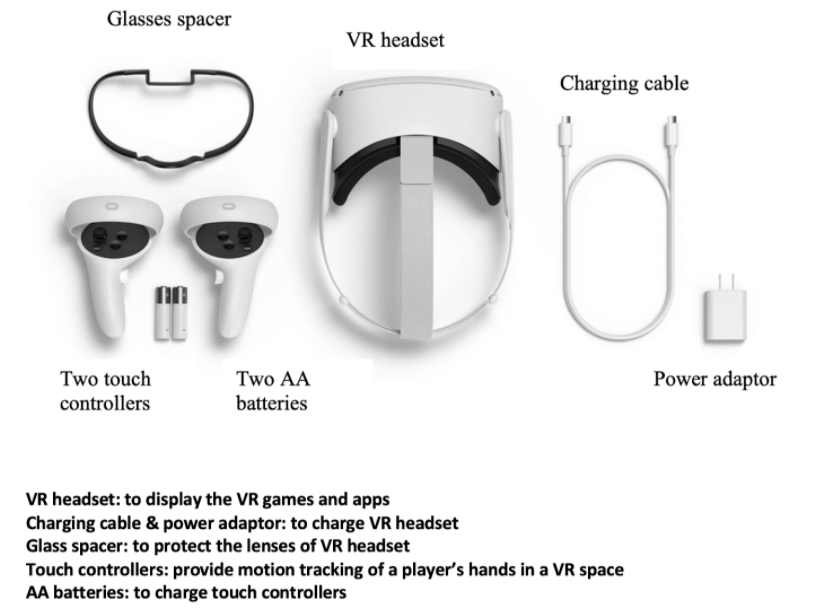 Glasses spacer
VR headset
Charging cable
Two touch
controllers
Two AA
batteries
Power adaptor
VR headset: to display the VR games and apps
Charging cable & power adaptor: to charge VR headset
Glass spacer: to protect the lenses of VR headset
Touch controllers: provide motion tracking of a player’s hands in a VR space
AA batteries: to charge touch controllers